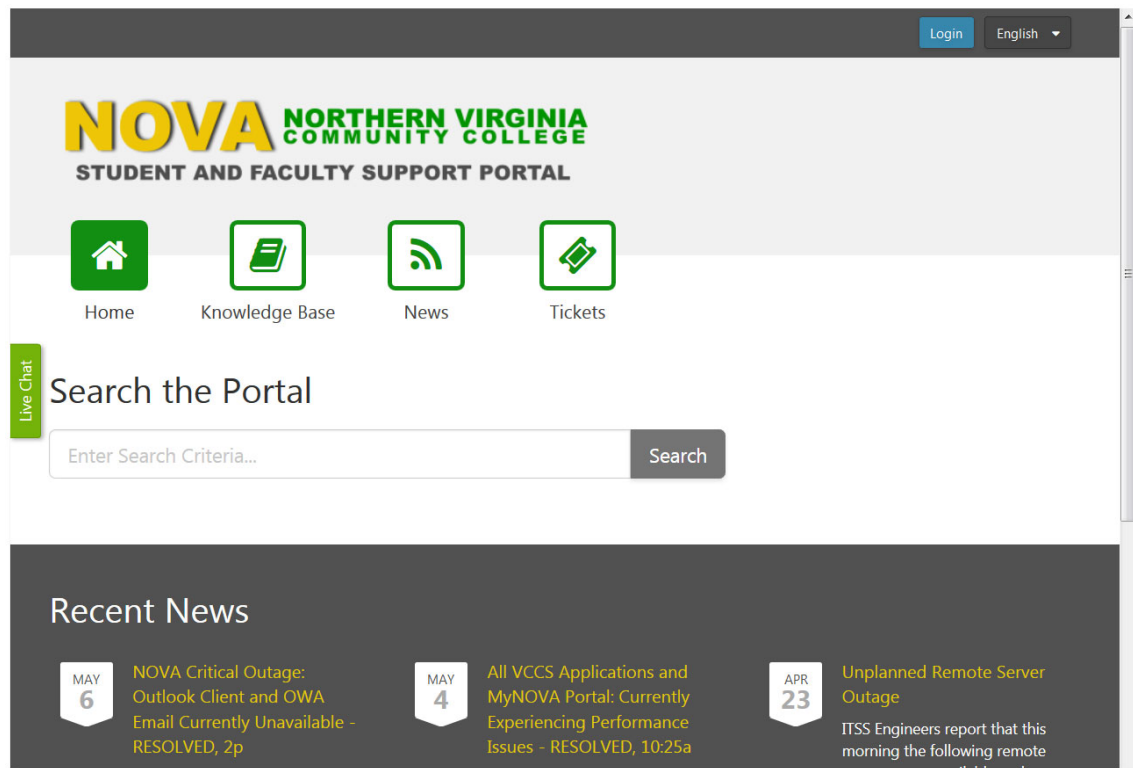 Login English
NOVA NORTHERN VIRGINIA
COMMUNITY COLLEGE
STUDENT AND FACULTY SUPPORT PORTAL
Home Knowledge Base News Tickets
Live Chat
Search the Portal
Enter Search Criteria... Search
Recent News
MAY
6
NOVA Critical Outage:
Outlook Client and OWA
Email Currently Unavailable -
RESOLVED, 2p
MAY
4
All VCCS Applications and
MyNOVA Portal: Currently
Experiencing Performance
Issues - RESOLVED, 10:25a
APR
23
Unplanned Remote Server
Outage
ITSS Engineers report that this
morning the following remote